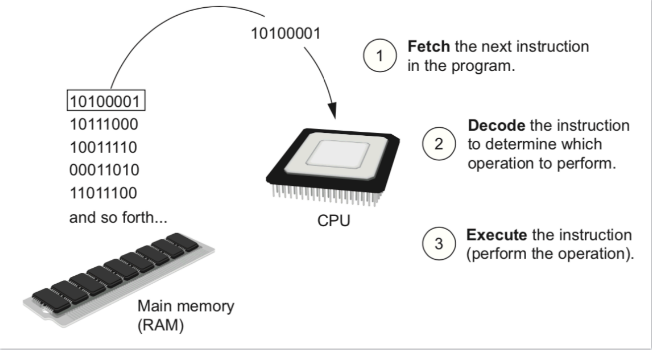 10100001
1
Fetch the next instruction
in the program.
10100001
10111000
10011110
00011010
11011100
and so forth...
2
Decode the instruction
to determine which
operation to perform.
CPU
3
Execute the instruction
(perform the operation).
Main memory
(RAM)